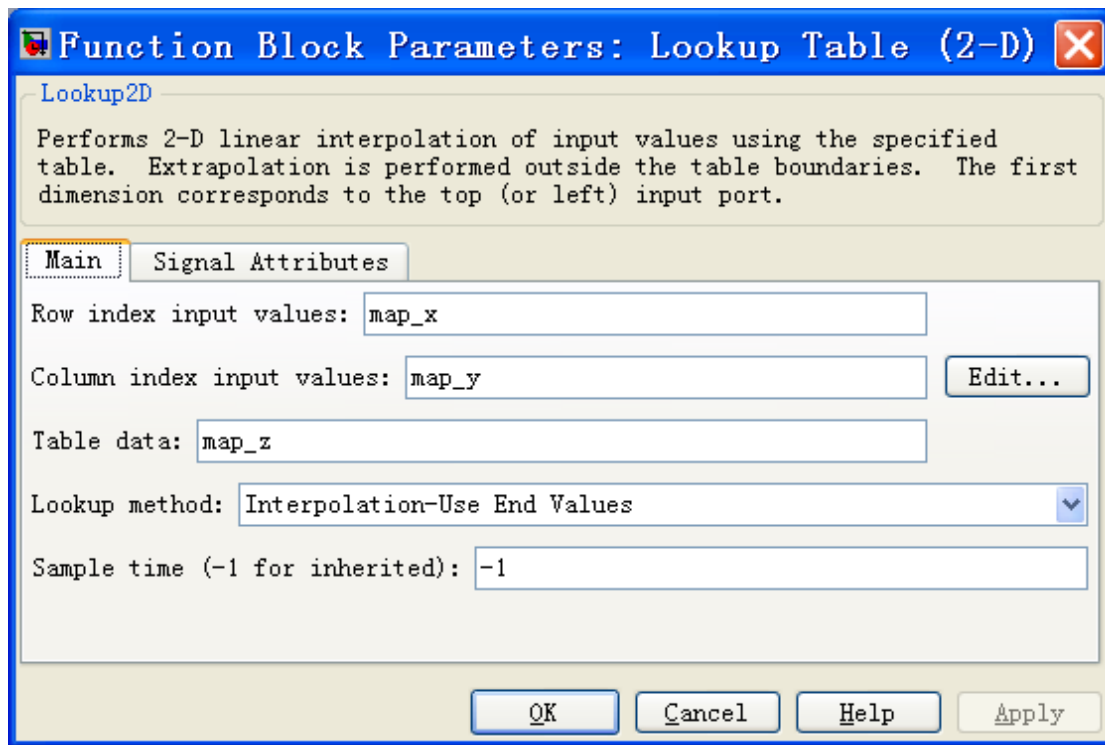 Function Block Parameters: Lookup Table (2-D)
Lookup2D
Performs 2-D linear interpolation of input values using the specified
table.  Extrapolation is performed outside the table boundaries.  The first
dimension corresponds to the top (or left) input port.
Main Signal Attributes
Row index input values: map_x
Column index input values: map_y Edit...
Table data: map_z
Lookup method: Interpolation-Use End Values
Sample time (-1 for inherited): -1
OK Cancel Help Apply